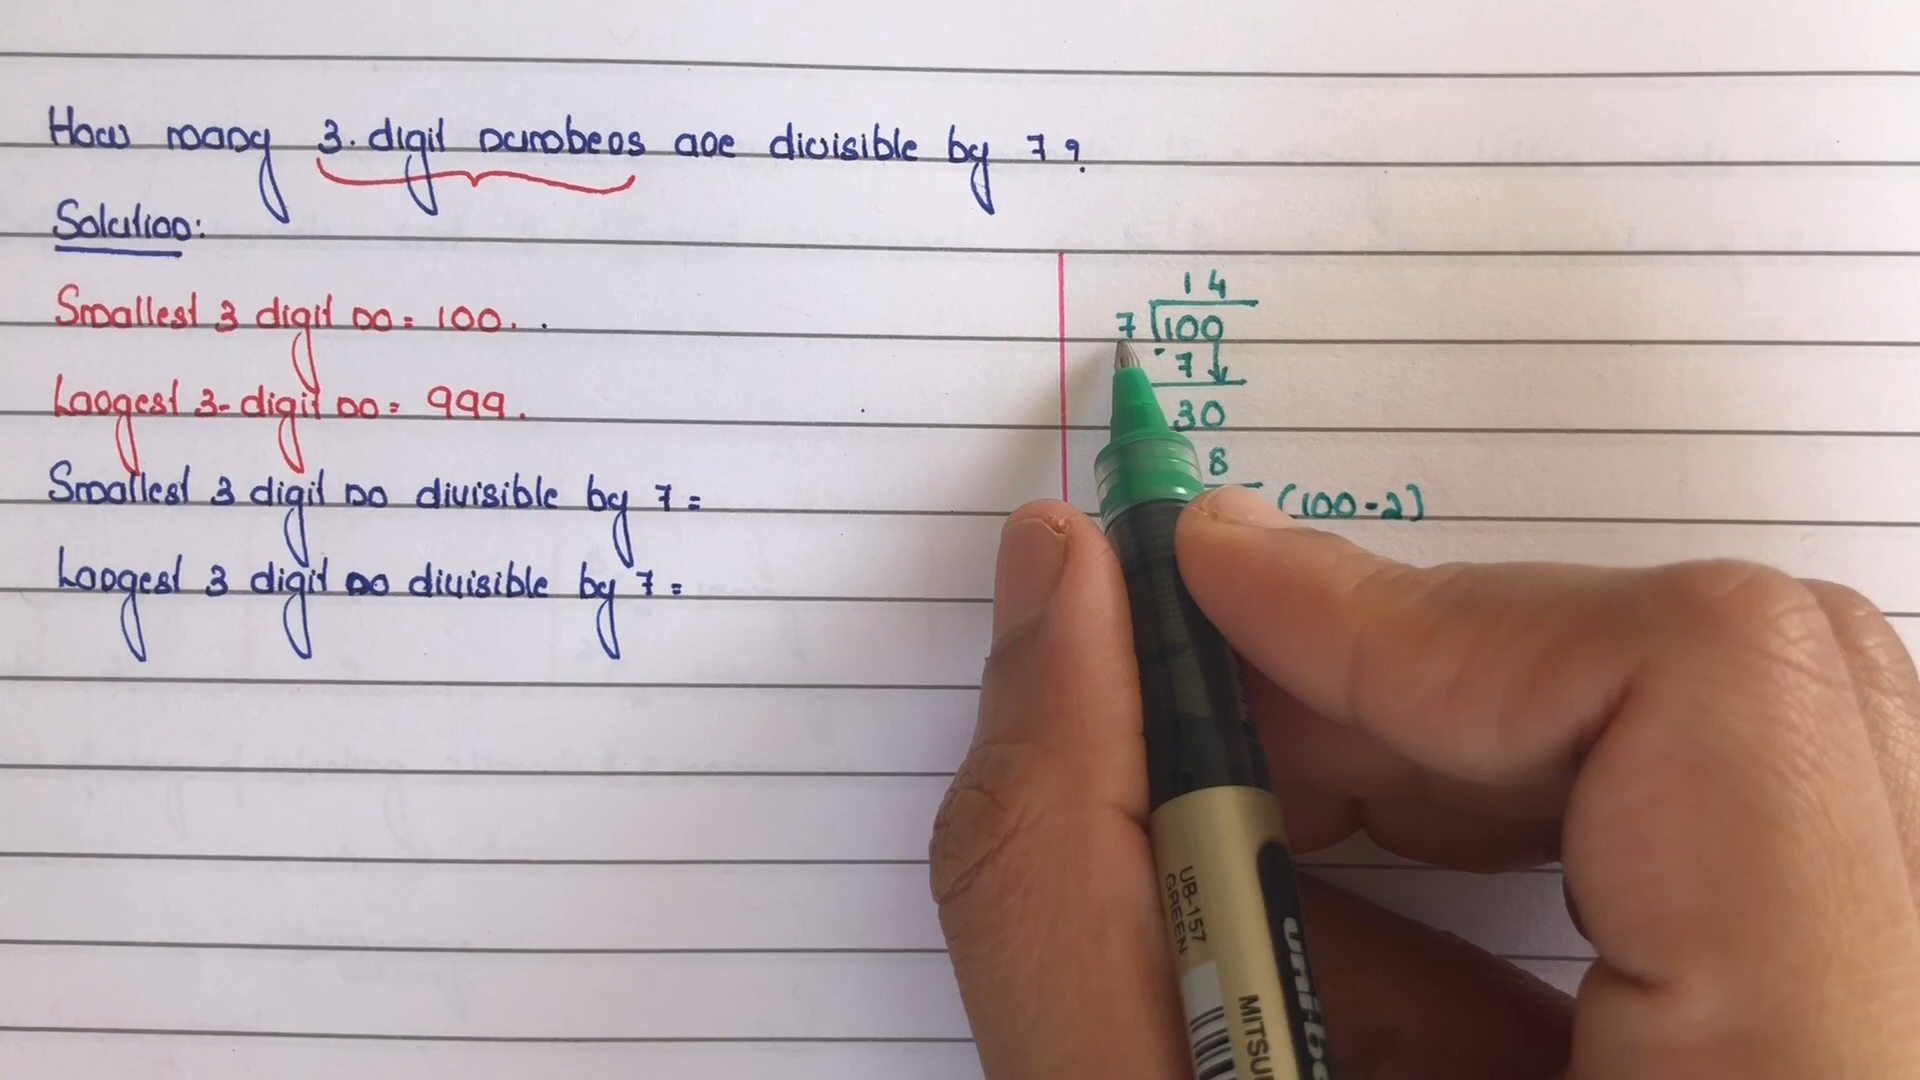 How many 3. digit numbers are divisible by 7?
Solution:
Smallest 3 digit no = 100.
Largest 3-digit no = 999.
Smallest 3 digit no divisible by 7 =
Largest 3 digit no divisible by 7 =
14
7 100
7
30
8
(100-2)
UB-157
GREEN